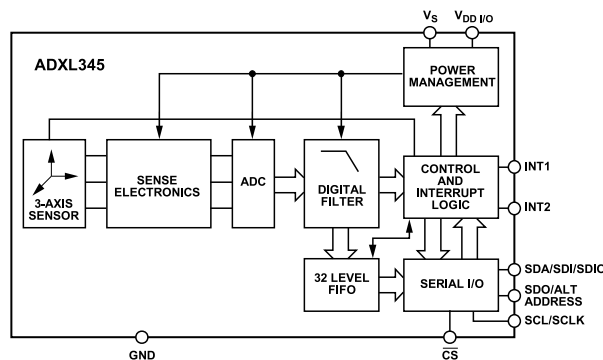 VS
VDD I/O
ADXL345
POWER
MANAGEMENT
3-AXIS
SENSOR
SENSE
ELECTRONICS
ADC
DIGITAL
FILTER
CONTROL
AND
INTERRUPT
LOGIC
INT1
INT2
32 LEVEL
FIFO
SERIAL I/O
SDA/SDI/SDIO
SDO/ALT
ADDRESS
SCL/SCLK
GND
CS